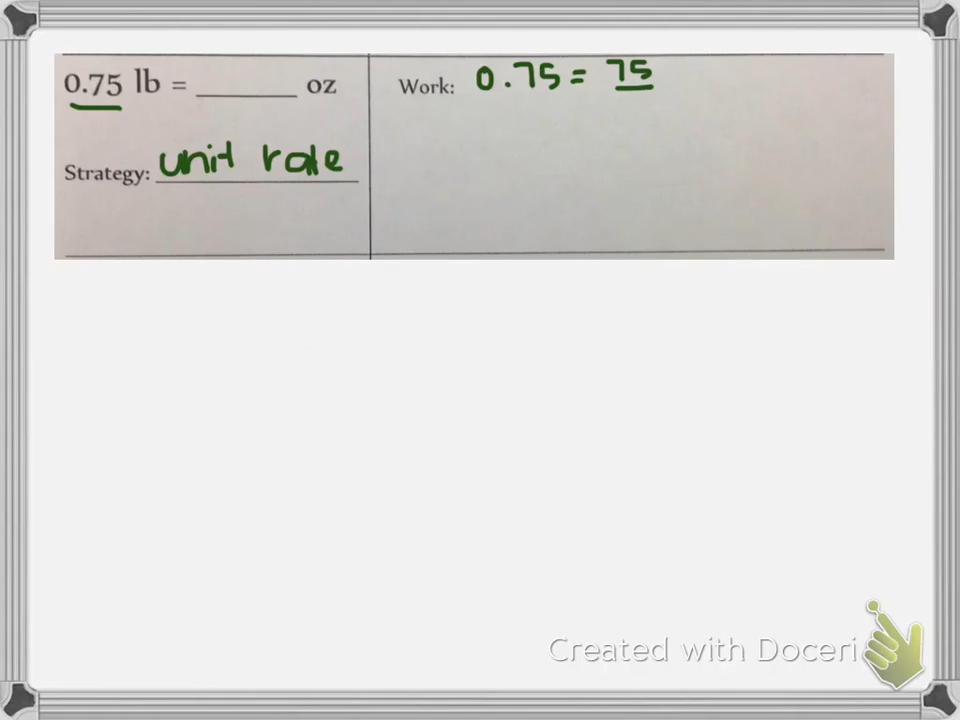 0.75 lb = ________ oz
Work: 0.75 = 75
Strategy: unit rate
Created with Doceri